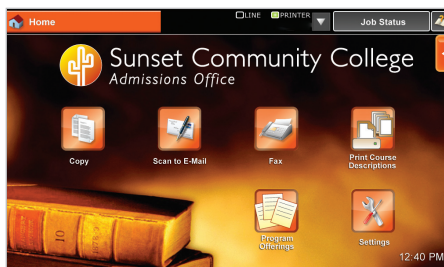 Home
LINE PRINTER
Job Status
Sunset Community College
Admissions Office
Copy
Scan to E-Mail
Fax
Print Course
Descriptions
Program
Offerings
Settings
10
12:40 PM